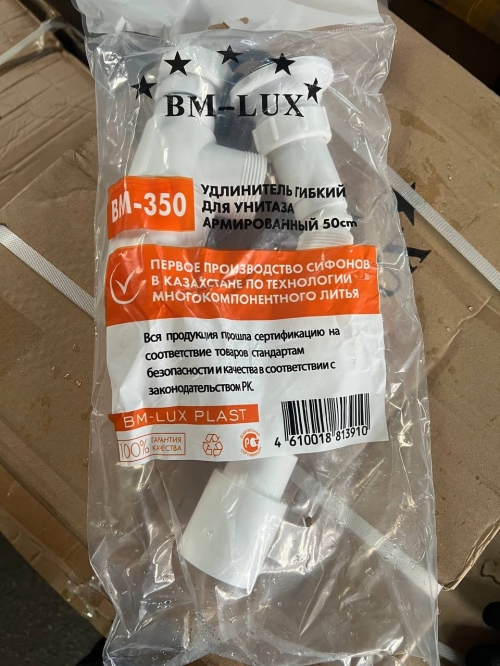 BM-LUX
BM-350
УДЛИНИТЕЛЬ ГИБКИЙ
ДЛЯ УНИТАЗА
АРМИРОВАННЫЙ 50cm
ПЕРВОЕ ПРОИЗВОДСТВО СИФОНОВ
В КАЗАХСТАНЕ ПО ТЕХНОЛОГИИ
МНОГОКОМПОНЕНТНОГО ЛИТЬЯ
Вся продукция прошла сертификацию на
соответствие товаров стандартам
безопасности и качества в соответствии с
законодательством РК.
BM-LUX PLAST
100% ГАРАНТИЯ
КАЧЕСТВА
4 610018 813910